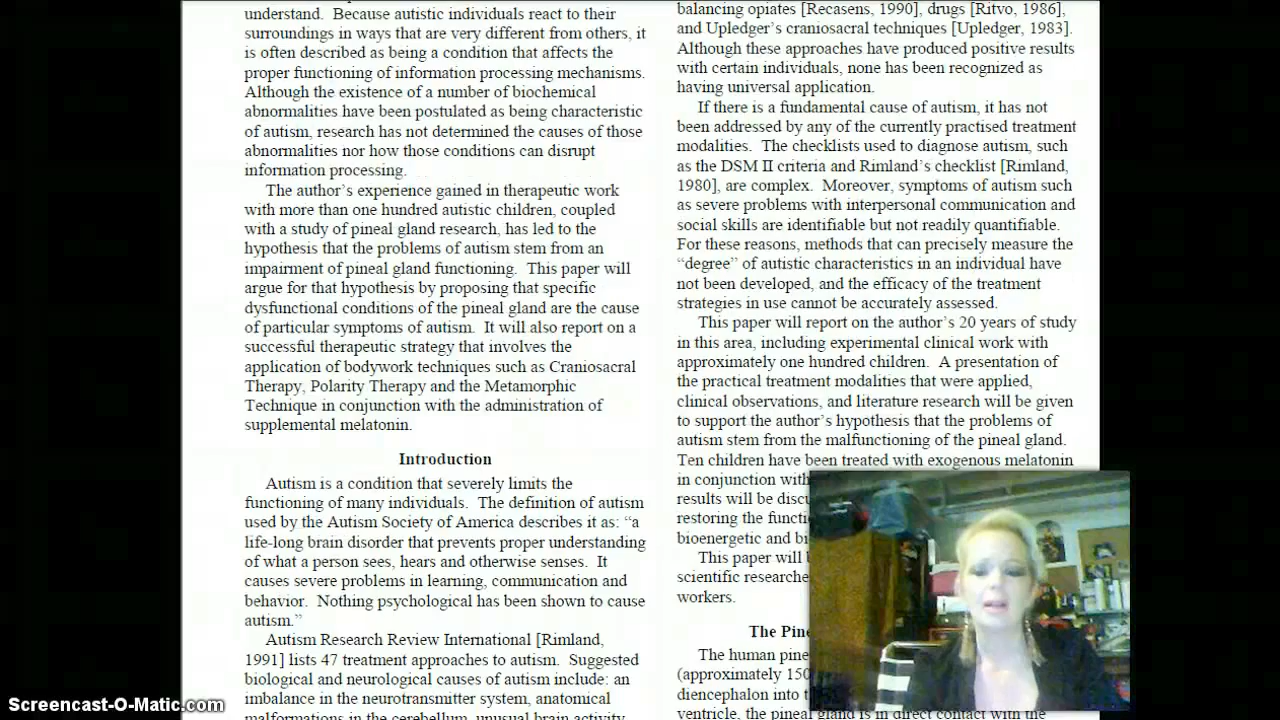 understand. Because autistic individuals react to their
surroundings in ways that are very different from others, it
is often described as being a condition that affects the
proper functioning of information processing mechanisms.
Although the existence of a number of biochemical
abnormalities have been postulated as being characteristic
of autism, research has not determined the causes of those
abnormalities nor how those conditions can disrupt
information processing.
The author's experience gained in therapeutic work
with more than one hundred autistic children, coupled
with a study of pineal gland research, has led to the
hypothesis that the problems of autism stem from an
impairment of pineal gland functioning. This paper will
argue for that hypothesis by proposing that specific
dysfunctional conditions of the pineal gland are the cause
of particular symptoms of autism. It will also report on a
successful therapeutic strategy that involves the
application of bodywork techniques such as Craniosacral
Therapy, Polarity Therapy and the Metamorphic
Technique in conjunction with the administration of
supplemental melatonin.
Introduction
Autism is a condition that severely limits the
functioning of many individuals. The definition of autism
used by the Autism Society of America describes it as: “a
life-long brain disorder that prevents proper understanding
of what a person sees, hears and otherwise senses. It
causes severe problems in learning, communication and
behavior. Nothing psychological has been shown to cause
autism.”
Autism Research Review International [Rimland,
1991] lists 47 treatment approaches to autism. Suggested
biological and neurological causes of autism include: an
imbalance in the neurotransmitter system, anatomical
malformations in the cerebellum, unusual brain activity
balancing opiates [Recasens, 1990], drugs [Ritvo, 1986],
and Upledger's craniosacral techniques [Upledger, 1983].
Although these approaches have produced positive results
with certain individuals, none has been recognized as
having universal application.
If there is a fundamental cause of autism, it has not
been addressed by any of the currently practised treatment
modalities. The checklists used to diagnose autism, such
as the DSM II criteria and Rimland's checklist [Rimland,
1980], are complex. Moreover, symptoms of autism such
as severe problems with interpersonal communication and
social skills are identifiable but not readily quantifiable.
For these reasons, methods that can precisely measure the
“degree” of autistic characteristics in an individual have
not been developed, and the efficacy of the treatment
strategies in use cannot be accurately assessed.
This paper will report on the author's 20 years of study
in this area, including experimental clinical work with
approximately one hundred children. A presentation of
the practical treatment modalities that were applied,
clinical observations, and literature research will be given
to support the author's hypothesis that the problems of
autism stem from the malfunctioning of the pineal gland.
Ten children have been treated with exogenous melatonin
in conjunction with
results will be discu
restoring the functi
bioenergetic and bi
This paper will b
scientific researche
workers.
The Pine
The human pine
(approximately 150
diencephalon into t
ventricle, the pineal gland is in direct contact with the
Screencast-O-Matic.com